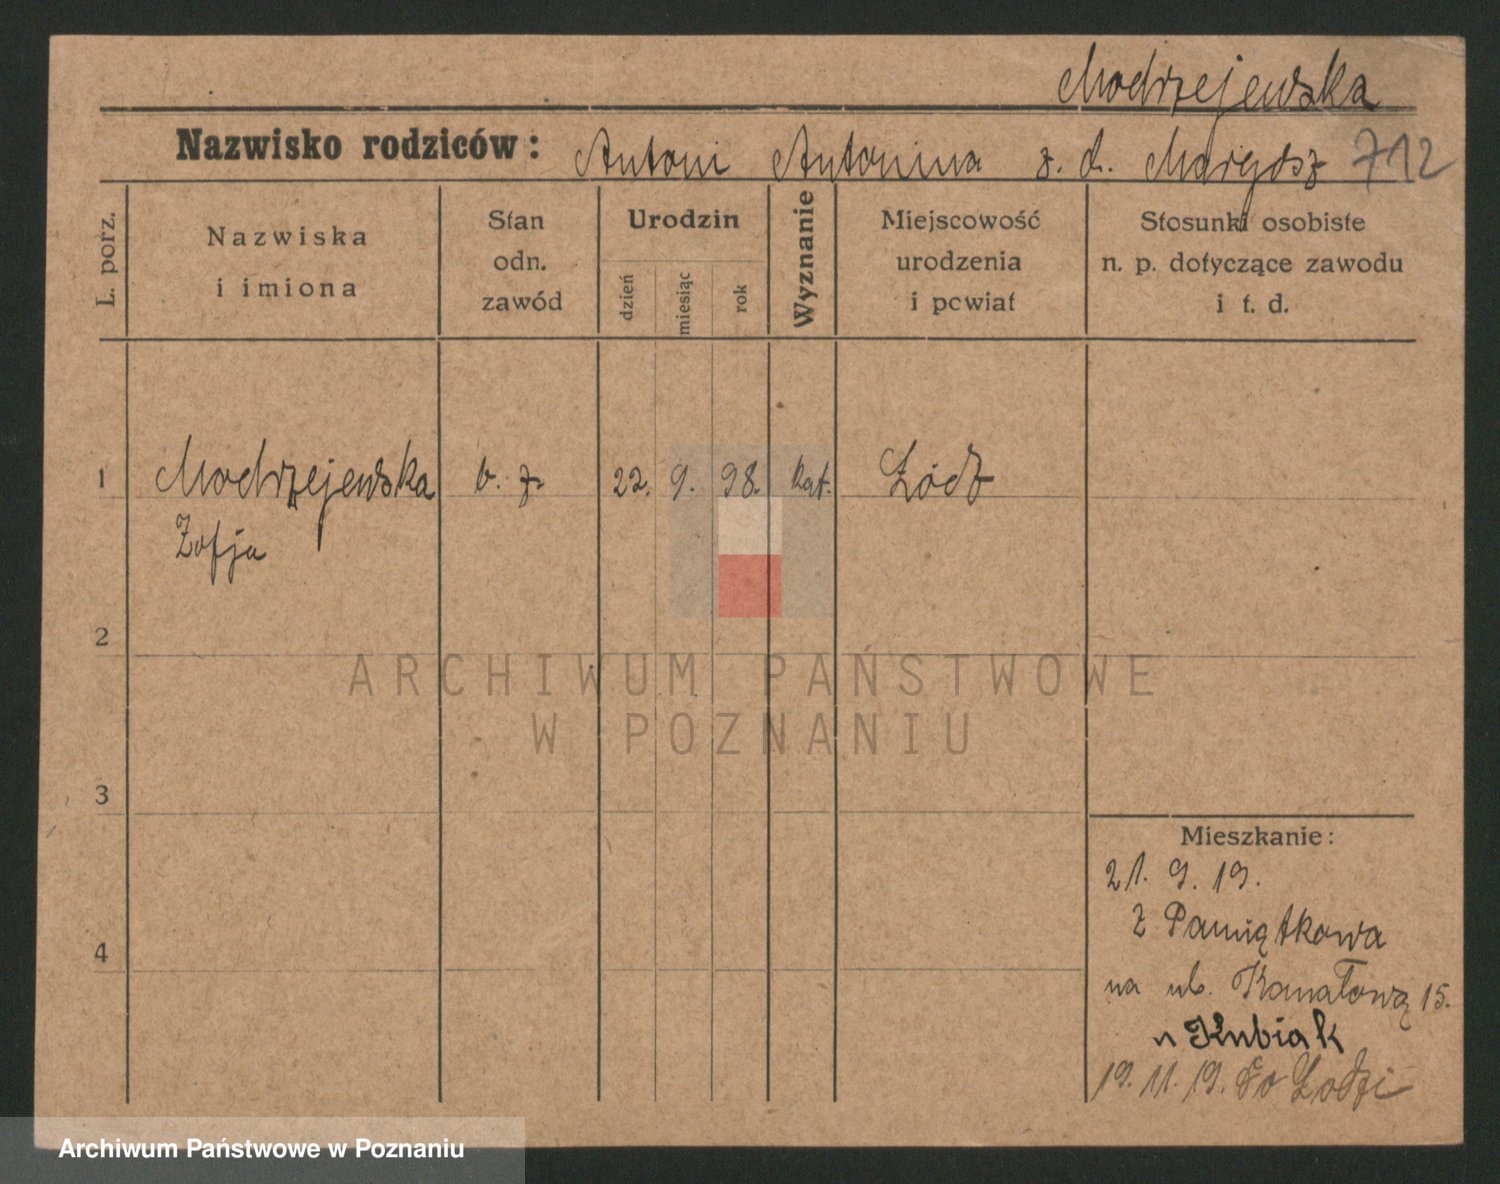 Modrzejewska
Nazwisko rodziców: Antoni Antonina z. d. Margosz 712
L. porz.
Nazwiska
i imiona
Stan
odn.
zawód
Urodzin
dzień
miesiąc
rok
Wyznanie
Miejscowość
urodzenia
i powiat
Stosunki osobiste
n. p. dotyczące zawodu
i t. d.
1 Modrzejewska b. z. 22. 9. 98. kat. Łódź
Zofja
2
ARCHIWUM PAŃSTWOWE
W POZNANIU
3
Mieszkanie:
21. 9. 19.
z Pamiątkowa
4
na ul. Kanałową 15.
u Kubiak
19. 11. 19. do Łodzi
Archiwum Państwowe w Poznaniu